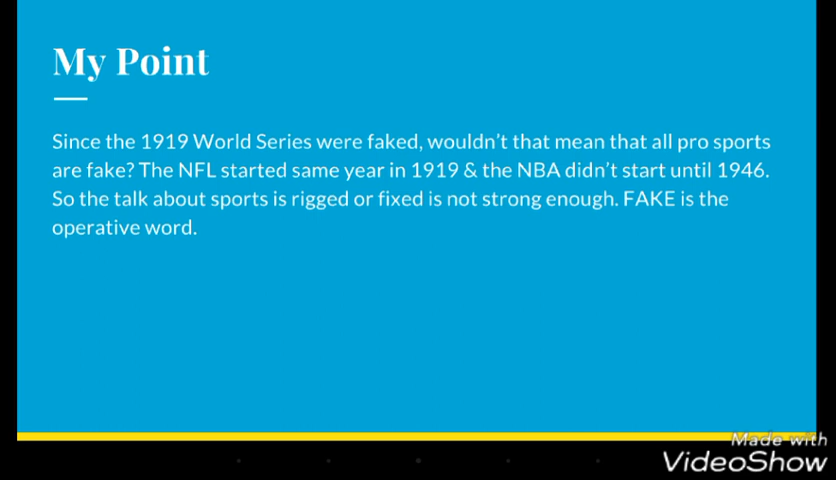 My Point
Since the 1919 World Series were faked, wouldn't that mean that all pro sports
are fake? The NFL started same year in 1919 & the NBA didn't start until 1946.
So the talk about sports is rigged or fixed is not strong enough. FAKE is the
operative word.
Made with
VideoShow